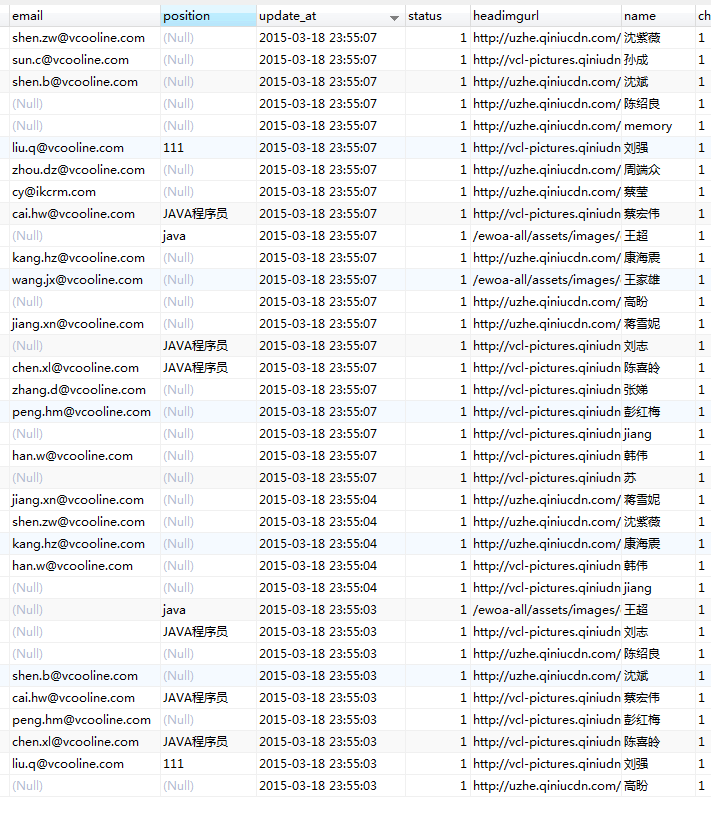 email position update_at status headimgurl name ch
shen.zw@vcooline.com (Null) 2015-03-18 23:55:07 1 http://uzhe.qiniucdn.com/ 沈紫薇 1
sun.c@vcooline.com (Null) 2015-03-18 23:55:07 1 http://vcl-pictures.qiniudn 孙成 1
shen.b@vcooline.com (Null) 2015-03-18 23:55:07 1 http://uzhe.qiniucdn.com/ 沈斌 1
(Null) (Null) 2015-03-18 23:55:07 1 http://uzhe.qiniucdn.com/ 陈绍良 1
(Null) (Null) 2015-03-18 23:55:07 1 http://uzhe.qiniucdn.com/ memory 1
liu.q@vcooline.com 111 2015-03-18 23:55:07 1 http://vcl-pictures.qiniudn 刘强 1
zhou.dz@vcooline.com (Null) 2015-03-18 23:55:07 1 http://uzhe.qiniucdn.com/ 周端众 1
cy@ikcrm.com (Null) 2015-03-18 23:55:07 1 http://uzhe.qiniucdn.com/ 蔡莹 1
cai.hw@vcooline.com JAVA程序员 2015-03-18 23:55:07 1 http://vcl-pictures.qiniudn 蔡宏伟 1
(Null) java 2015-03-18 23:55:07 1 /ewoa-all/assets/images/ 王超 1
kang.hz@vcooline.com (Null) 2015-03-18 23:55:07 1 http://uzhe.qiniucdn.com/ 康海震 1
wang.jx@vcooline.com (Null) 2015-03-18 23:55:07 1 /ewoa-all/assets/images/ 王家雄 1
(Null) (Null) 2015-03-18 23:55:07 1 http://uzhe.qiniucdn.com/ 高盼 1
jiang.xn@vcooline.com (Null) 2015-03-18 23:55:07 1 http://uzhe.qiniucdn.com/ 蒋雪妮 1
(Null) JAVA程序员 2015-03-18 23:55:07 1 http://vcl-pictures.qiniudn 刘志 1
chen.xl@vcooline.com JAVA程序员 2015-03-18 23:55:07 1 http://vcl-pictures.qiniudn 陈喜岭 1
zhang.d@vcooline.com (Null) 2015-03-18 23:55:07 1 http://vcl-pictures.qiniudn 张娣 1
peng.hm@vcooline.com (Null) 2015-03-18 23:55:07 1 http://vcl-pictures.qiniudn 彭红梅 1
(Null) (Null) 2015-03-18 23:55:07 1 http://vcl-pictures.qiniudn jiang 1
han.w@vcooline.com (Null) 2015-03-18 23:55:07 1 http://vcl-pictures.qiniudn 韩伟 1
(Null) (Null) 2015-03-18 23:55:07 1 http://vcl-pictures.qiniudn 苏 1
jiang.xn@vcooline.com (Null) 2015-03-18 23:55:04 1 http://uzhe.qiniucdn.com/ 蒋雪妮 1
shen.zw@vcooline.com (Null) 2015-03-18 23:55:04 1 http://uzhe.qiniucdn.com/ 沈紫薇 1
kang.hz@vcooline.com (Null) 2015-03-18 23:55:04 1 http://uzhe.qiniucdn.com/ 康海震 1
han.w@vcooline.com (Null) 2015-03-18 23:55:04 1 http://vcl-pictures.qiniudn 韩伟 1
(Null) (Null) 2015-03-18 23:55:04 1 http://vcl-pictures.qiniudn jiang 1
(Null) java 2015-03-18 23:55:03 1 /ewoa-all/assets/images/ 王超 1
(Null) JAVA程序员 2015-03-18 23:55:03 1 http://vcl-pictures.qiniudn 刘志 1
(Null) (Null) 2015-03-18 23:55:03 1 http://uzhe.qiniucdn.com/ 陈绍良 1
shen.b@vcooline.com (Null) 2015-03-18 23:55:03 1 http://uzhe.qiniucdn.com/ 沈斌 1
cai.hw@vcooline.com JAVA程序员 2015-03-18 23:55:03 1 http://vcl-pictures.qiniudn 蔡宏伟 1
peng.hm@vcooline.com (Null) 2015-03-18 23:55:03 1 http://vcl-pictures.qiniudn 彭红梅 1
chen.xl@vcooline.com JAVA程序员 2015-03-18 23:55:03 1 http://vcl-pictures.qiniudn 陈喜岭 1
liu.q@vcooline.com 111 2015-03-18 23:55:03 1 http://vcl-pictures.qiniudn 刘强 1
(Null) (Null) 2015-03-18 23:55:03 1 http://uzhe.qiniucdn.com/ 高盼 1